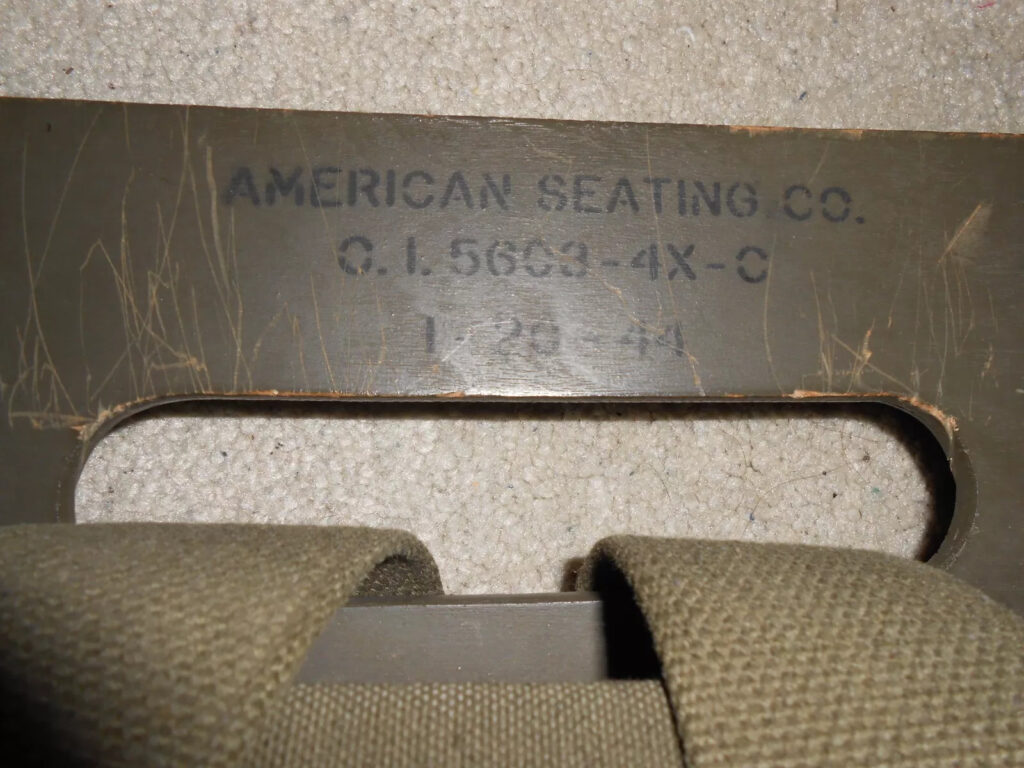 AMERICAN SEATING CO.
O.I. 5603-4X-O
1-20-44